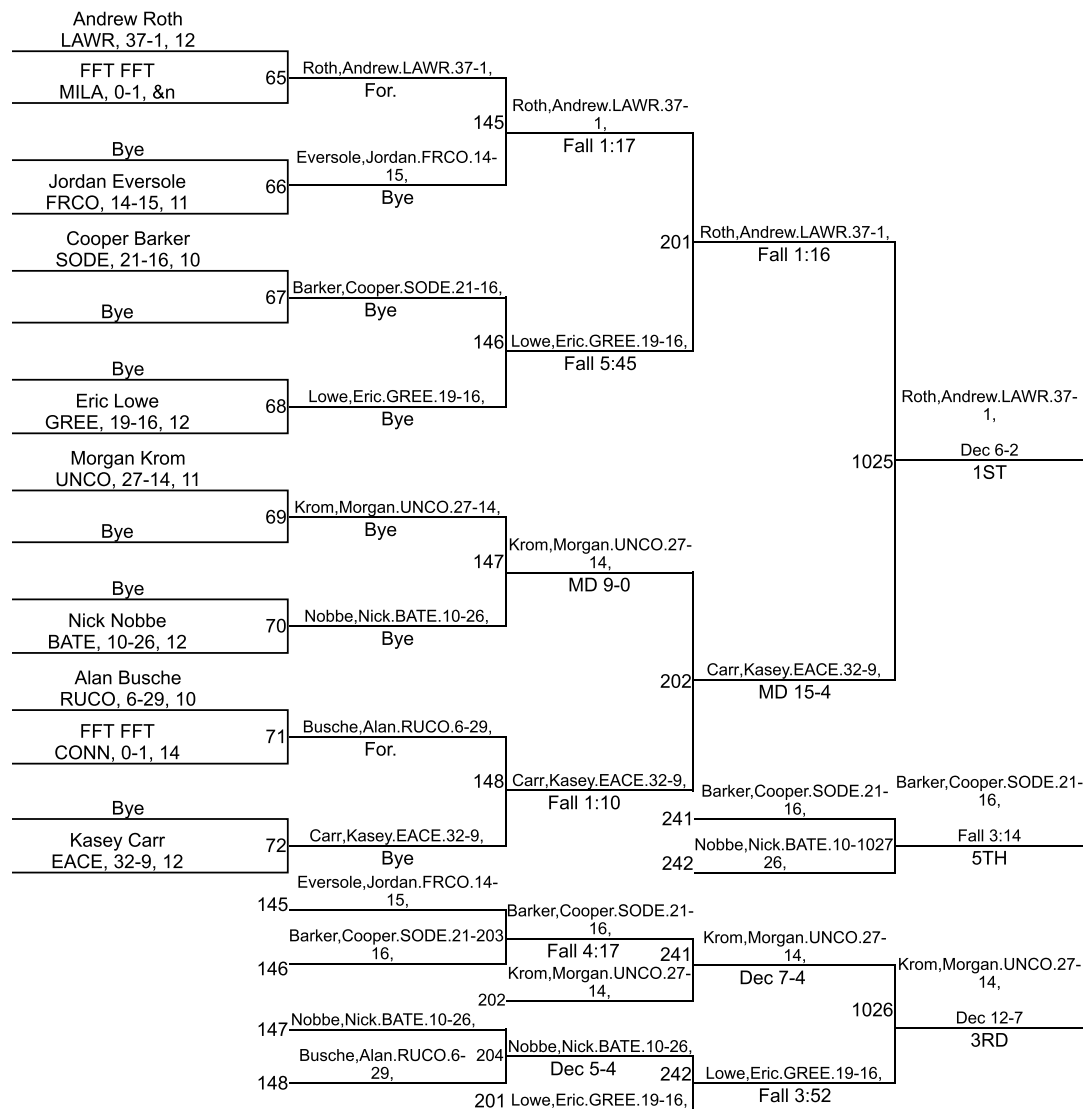 Andrew Roth
LAWR, 37-1, 12
FFT FFT
MILA, 0-1, &n
65
Roth,Andrew.LAWR.37-1,
For.
145
Roth,Andrew.LAWR.37-
1,
Fall 1:17
Bye
Jordan Eversole
FRCO, 14-15, 11
66
Eversole,Jordan.FRCO.14-
15,
Bye
Cooper Barker
SODE, 21-16, 10
Bye
67
Barker,Cooper.SODE.21-16,
Bye
201
Roth,Andrew.LAWR.37-1,
Fall 1:16
146
Lowe,Eric.GREE.19-16,
Fall 5:45
Bye
Eric Lowe
GREE, 19-16, 12
68
Lowe,Eric.GREE.19-16,
Bye
Roth,Andrew.LAWR.37-
1,
1025
Dec 6-2
1ST
Morgan Krom
UNCO, 27-14, 11
Bye
69
Krom,Morgan.UNCO.27-14,
Bye
147
Krom,Morgan.UNCO.27-
14,
MD 9-0
Bye
Nick Nobbe
BATE, 10-26, 12
70
Nobbe,Nick.BATE.10-26,
Bye
202
Carr,Kasey.EACE.32-9,
MD 15-4
Alan Busche
RUCO, 6-29, 10
FFT FFT
CONN, 0-1, 14
71
Busche,Alan.RUCO.6-29,
For.
148
Carr,Kasey.EACE.32-9,
Fall 1:10
Bye
Kasey Carr
EACE, 32-9, 12
72
Carr,Kasey.EACE.32-9,
Bye
241
Barker,Cooper.SODE.21-
16,
242
Nobbe,Nick.BATE.10-1027
26,
Barker,Cooper.SODE.21-
16,
Fall 3:14
5TH
145
Eversole,Jordan.FRCO.14-
15,
146
Barker,Cooper.SODE.21-203
16,
Barker,Cooper.SODE.21-
16,
Fall 4:17
241
202
Krom,Morgan.UNCO.27-
14,
Krom,Morgan.UNCO.27-
14,
Dec 7-4
1026
Krom,Morgan.UNCO.27-
14,
Dec 12-7
3RD
147
Nobbe,Nick.BATE.10-26,
148
Busche,Alan.RUCO.6-
29,
204
Nobbe,Nick.BATE.10-26,
Dec 5-4
242
201
Lowe,Eric.GREE.19-16,
Lowe,Eric.GREE.19-16,
Fall 3:52